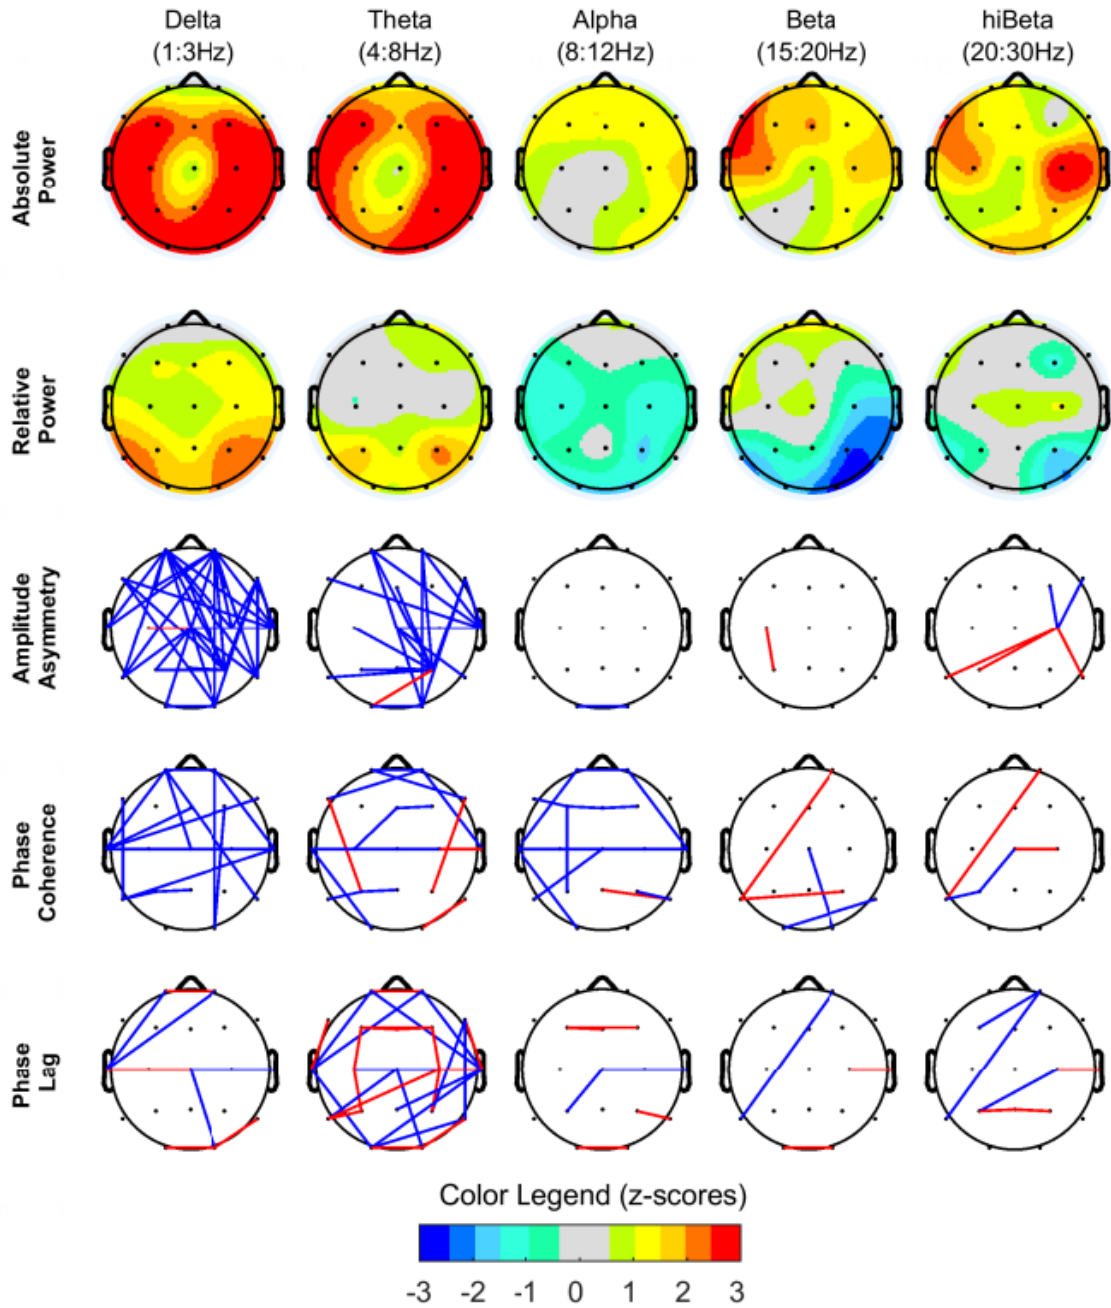 Delta Theta Alpha Beta hiBeta
(1:3Hz) (4:8Hz) (8:12Hz) (15:20Hz) (20:30Hz)
Absolute
Power
Relative
Power
Amplitude
Asymmetry
Phase
Coherence
Phase
Lag
Color Legend (z-scores)
-3 -2 -1 0 1 2 3